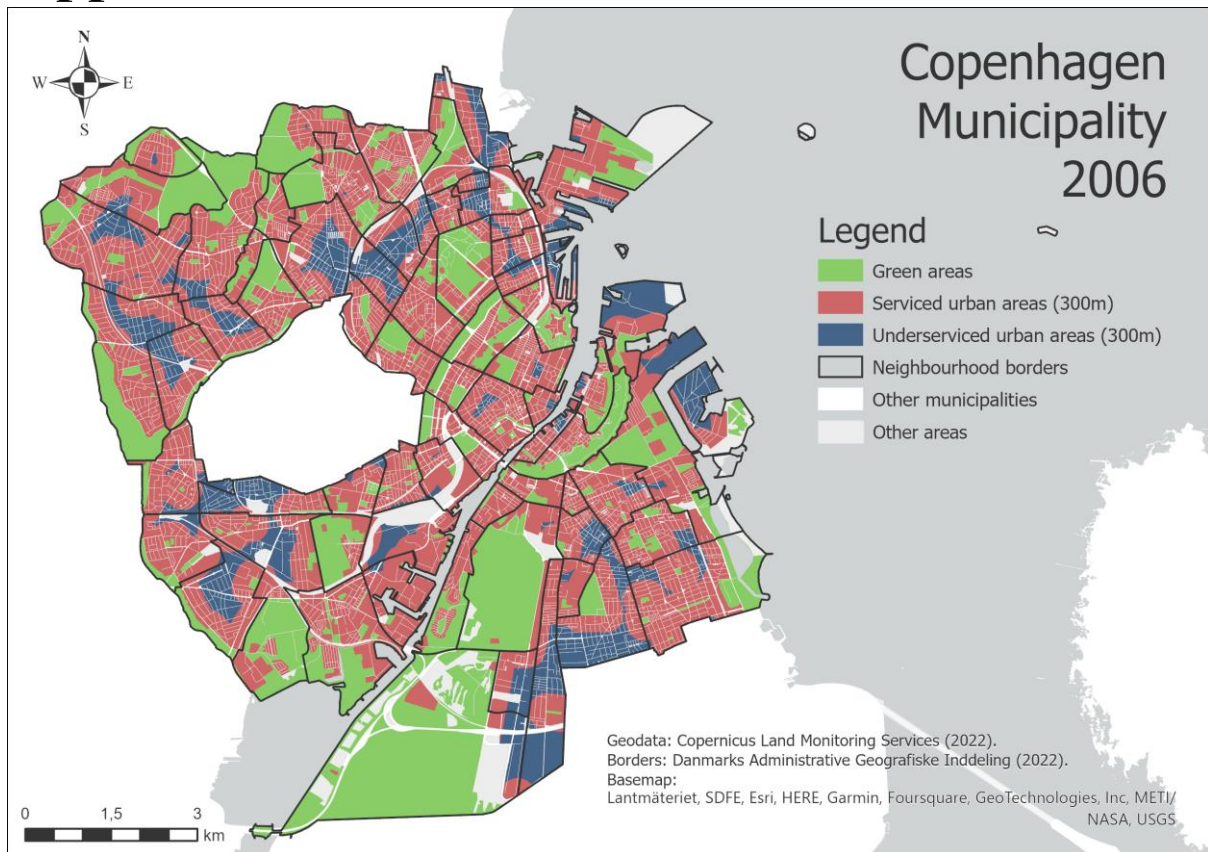 N
W E
S
Copenhagen
Municipality
2006
Legend
Green areas
Serviced urban areas (300m)
Underserviced urban areas (300m)
Neighbourhood borders
Other municipalities
Other areas
Geodata: Copernicus Land Monitoring Services (2022).
Borders: Danmarks Administrative Geografiske Inddeling (2022).
Basemap:
Lantmäteriet, SDFE, Esri, HERE, Garmin, Foursquare, GeoTechnologies, Inc, METI/
NASA, USGS
0 1,5 3
km